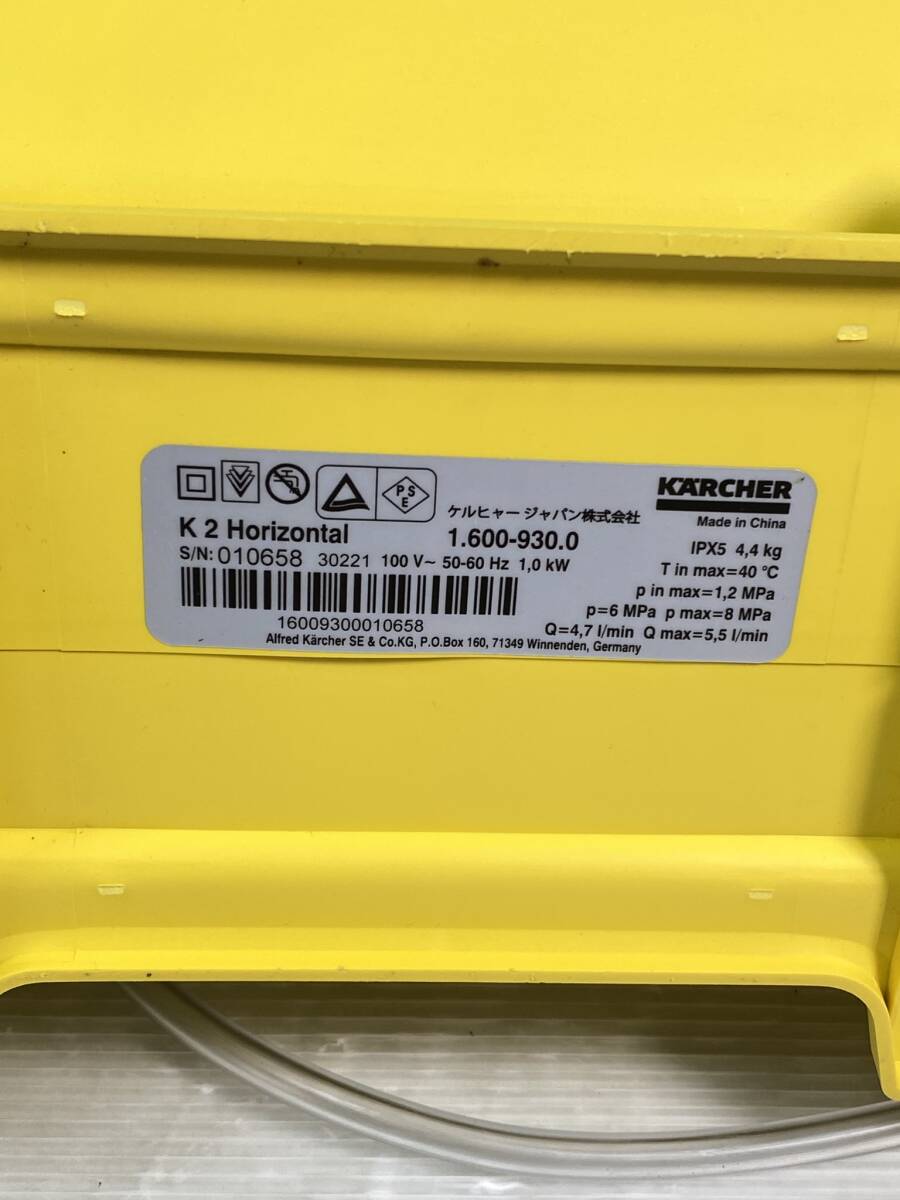 PS
E
ケルヒャー ジャパン株式会社
KÄRCHER
Made in China
K 2 Horizontal
1.600-930.0
IPX5 4,4 kg
S/N: 010658 30221 100 V~ 50-60 Hz 1,0 kW
T in max=40 °C
p in max=1,2 MPa
p=6 MPa p max=8 MPa
16009300010658
Q=4,7 l/min Q max=5,5 l/min
Alfred Kärcher SE & Co.KG, P.O.Box 160, 71349 Winnenden, Germany